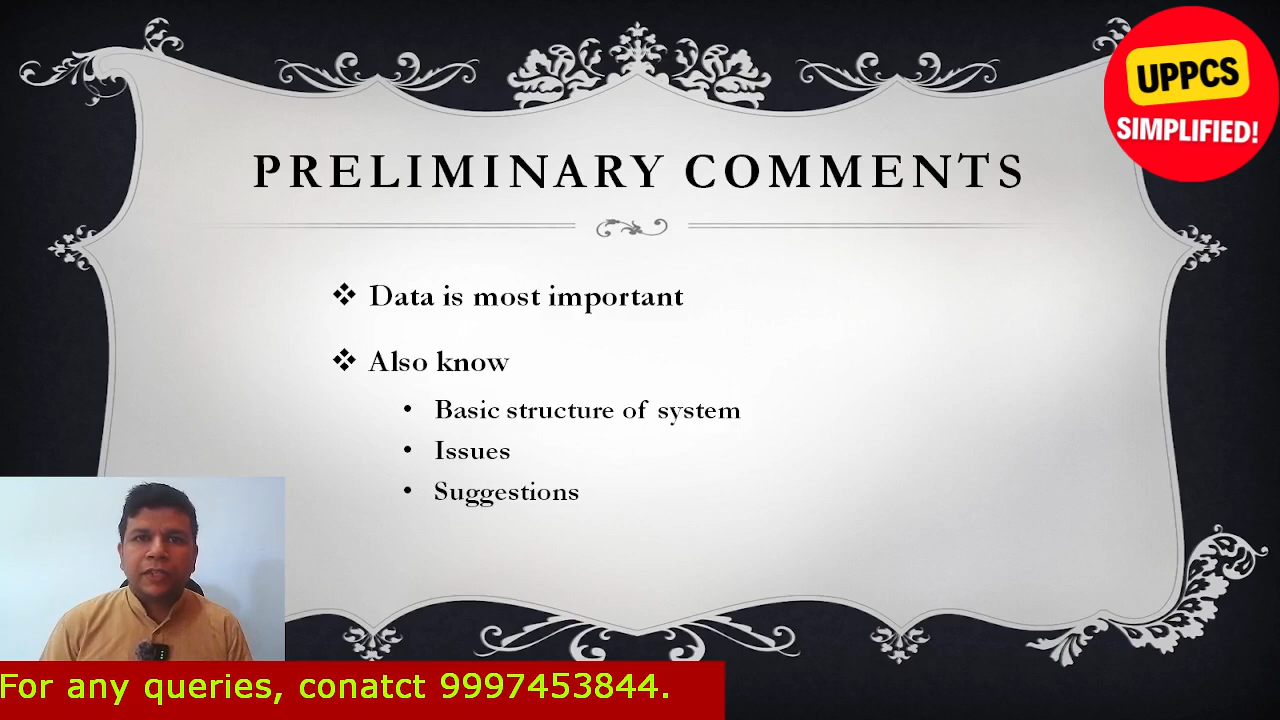 UPPCS
SIMPLIFIED!
PRELIMINARY COMMENTS
❖ Data is most important
❖ Also know
• Basic structure of system
• Issues
• Suggestions
For any queries, conatct 9997453844.